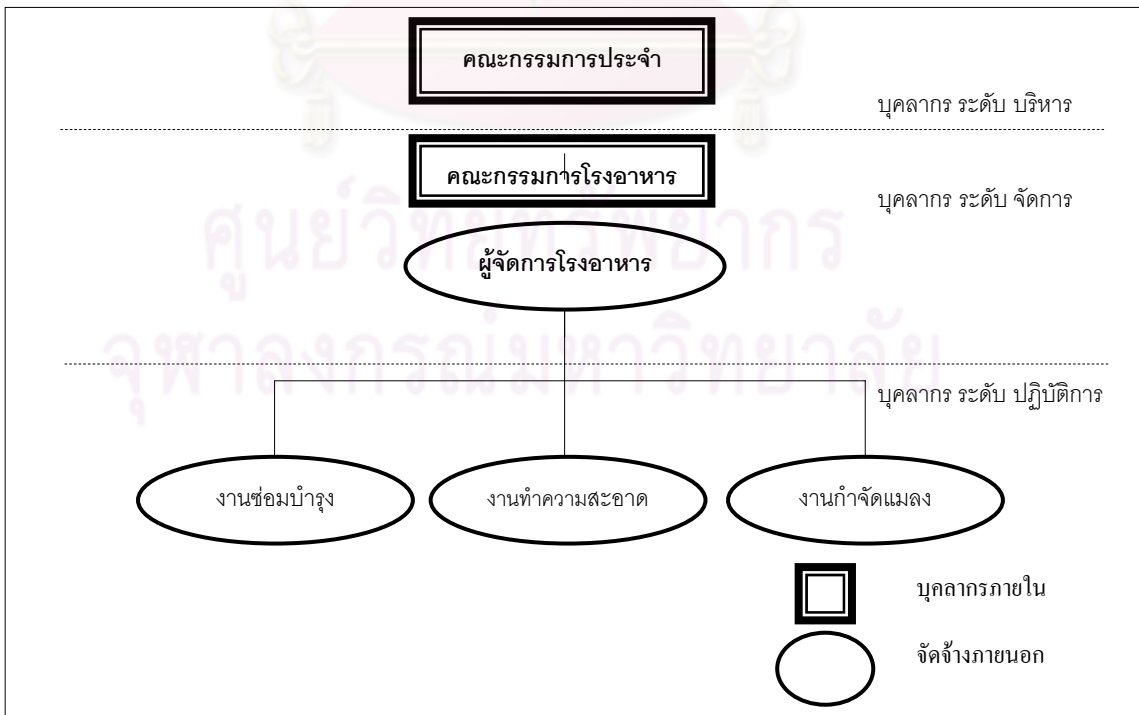 คณะกรรมการประจำ
บุคลากร ระดับ บริหาร
คณะกรรมการโรงอาหาร
บุคลากร ระดับ จัดการ
ศูนย์วิทยทรัพยากร
ผู้จัดการโรงอาหาร
จุฬาลงกรณ์มหาวิทยาลัย
บุคลากร ระดับ ปฏิบัติการ
งานซ่อมบำรุง
งานทำความสะอาด
งานกำจัดแมลง
บุคลากรภายใน
จัดจ้างภายนอก